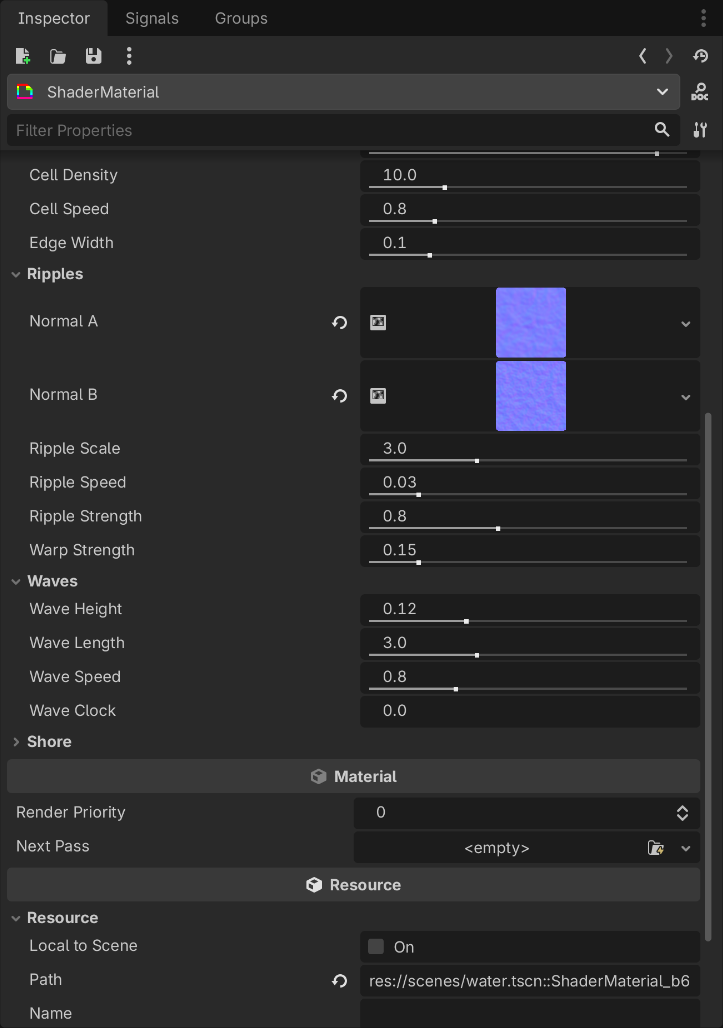 Inspector Signals Groups
ShaderMaterial
DOC
Filter Properties
Cell Density 10.0
Cell Speed 0.8
Edge Width 0.1
Ripples
Normal A
Normal B
Ripple Scale 3.0
Ripple Speed 0.03
Ripple Strength 0.8
Warp Strength 0.15
Waves
Wave Height 0.12
Wave Length 3.0
Wave Speed 0.8
Wave Clock 0.0
Shore
Material
Render Priority 0
Next Pass <empty>
Resource
Resource
Local to Scene On
Path res://scenes/water.tscn::ShaderMaterial_b6
Name